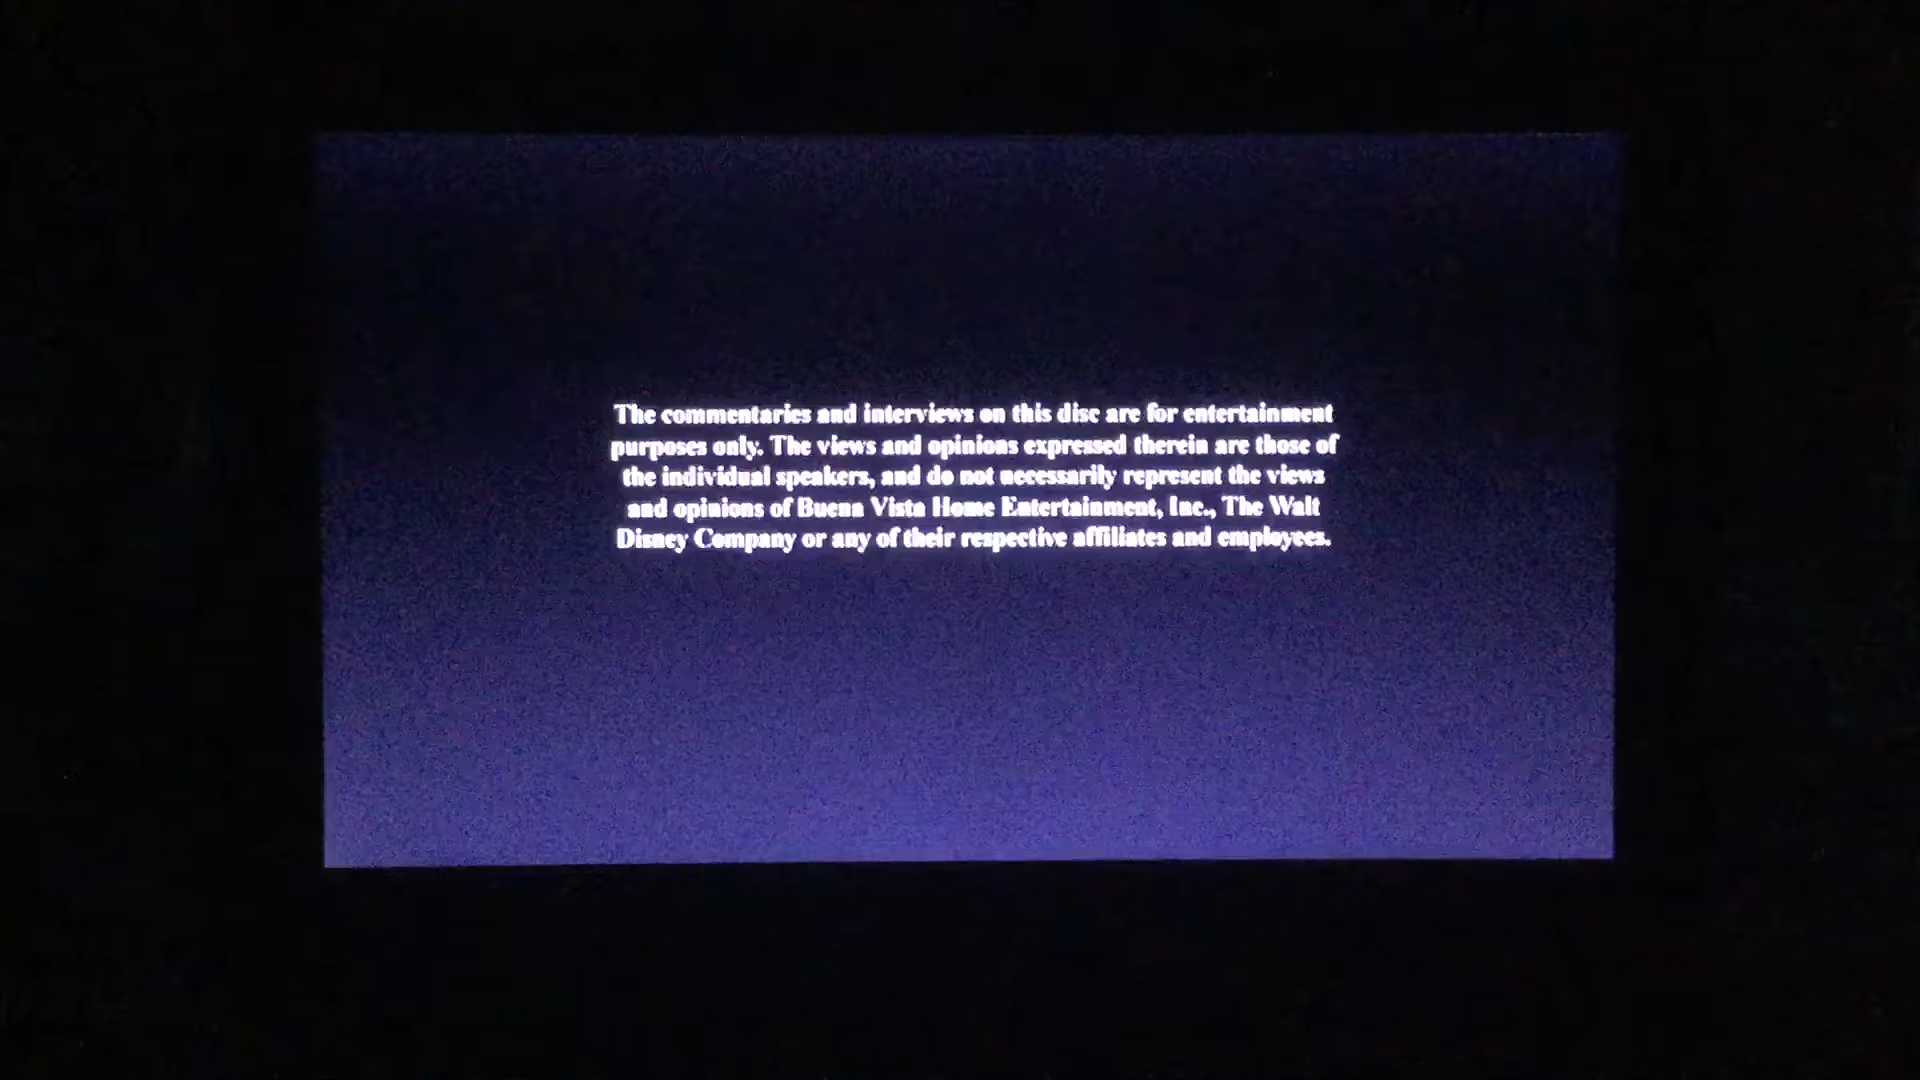 The commentaries and interviews on this disc are for entertainment
purposes only. The views and opinions expressed therein are those of
the individual speakers, and do not necessarily represent the views
and opinions of Buena Vista Home Entertainment, Inc., The Walt
Disney Company or any of their respective affiliates and employees.